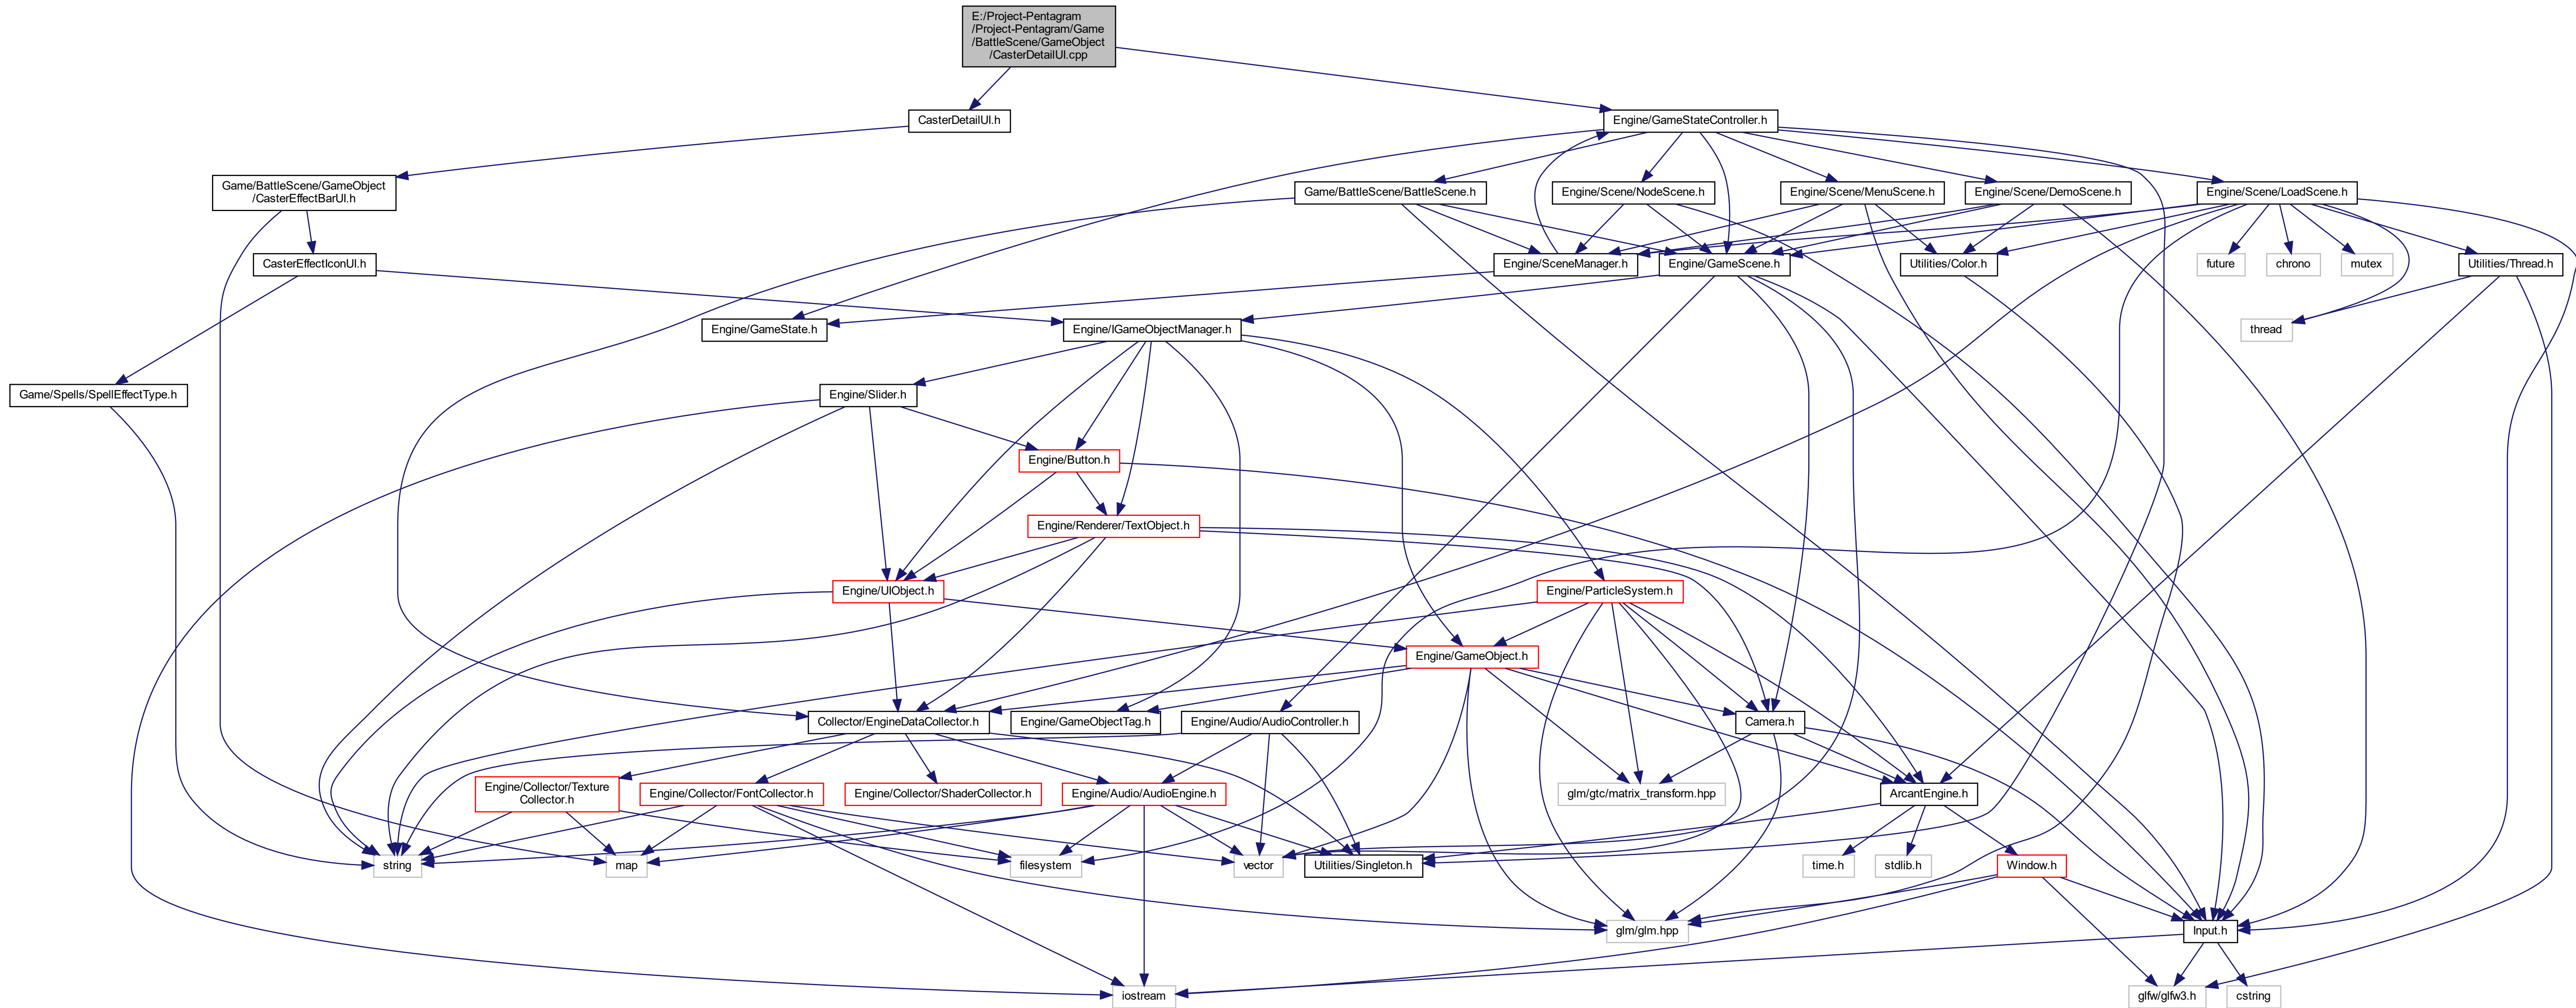 E:/Project-Pentagram
/Project-Pentagram/Game
/BattleScene/GameObject
/CasterDetailUI.cpp
CasterDetailUI.h
Engine/GameStateController.h
Game/BattleScene/GameObject
/CasterEffectBarUI.h
Game/BattleScene/BattleScene.h
Engine/Scene/NodeScene.h
Engine/Scene/MenuScene.h
Engine/Scene/DemoScene.h
Engine/Scene/LoadScene.h
CasterEffectIconUI.h
Engine/SceneManager.h
Engine/GameScene.h
Utilities/Color.h
future
chrono
mutex
Utilities/Thread.h
Engine/GameState.h
Engine/IGameObjectManager.h
thread
Game/Spells/SpellEffectType.h
Engine/Slider.h
Engine/Button.h
Engine/Renderer/TextObject.h
Engine/UIObject.h
Engine/ParticleSystem.h
Engine/GameObject.h
Collector/EngineDataCollector.h
Engine/GameObjectTag.h
Engine/Audio/AudioController.h
Camera.h
Engine/Collector/Texture
Collector.h
Engine/Collector/FontCollector.h
Engine/Collector/ShaderCollector.h
Engine/Audio/AudioEngine.h
glm/gtc/matrix_transform.hpp
ArcantEngine.h
string
map
filesystem
vector
Utilities/Singleton.h
time.h
stdlib.h
Window.h
glm/glm.hpp
Input.h
iostream
glfw/glfw3.h
cstring